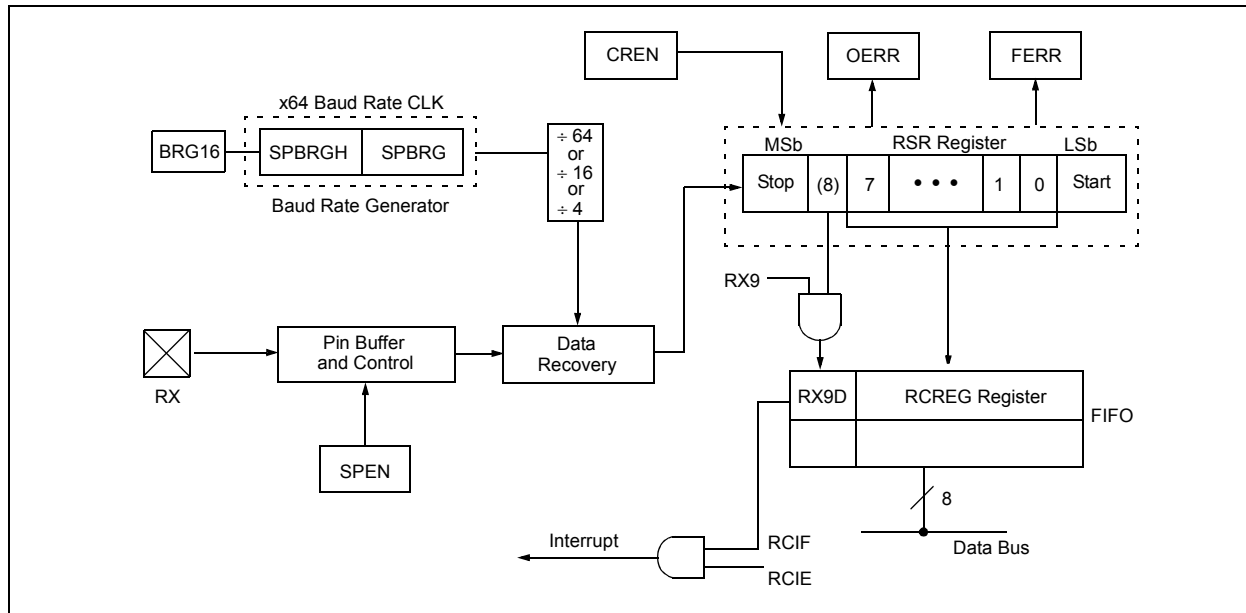 CREN
OERR
FERR
x64 Baud Rate CLK
BRG16
SPBRGH
SPBRG
Baud Rate Generator
÷ 64
or
÷ 16
or
÷ 4
MSb
RSR Register
LSb
Stop
(8)
7
• • •
1
0
Start
RX9
RX
Pin Buffer
and Control
Data
Recovery
SPEN
RX9D
RCREG Register
FIFO
8
Data Bus
Interrupt
RCIF
RCIE